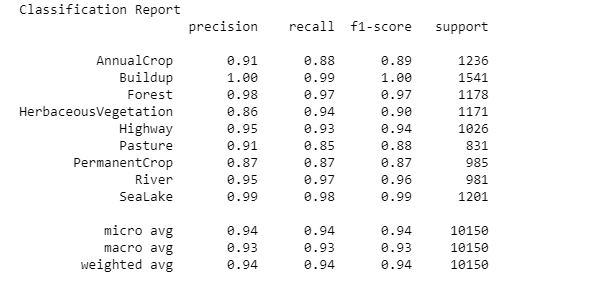 Classification Report
precision recall f1-score support
AnnualCrop 0.91 0.88 0.89 1236
Buildup 1.00 0.99 1.00 1541
Forest 0.98 0.97 0.97 1178
HerbaceousVegetation 0.86 0.94 0.90 1171
Highway 0.95 0.93 0.94 1026
Pasture 0.91 0.85 0.88 831
PermanentCrop 0.87 0.87 0.87 985
River 0.95 0.97 0.96 981
SeaLake 0.99 0.98 0.99 1201
micro avg 0.94 0.94 0.94 10150
macro avg 0.93 0.93 0.93 10150
weighted avg 0.94 0.94 0.94 10150